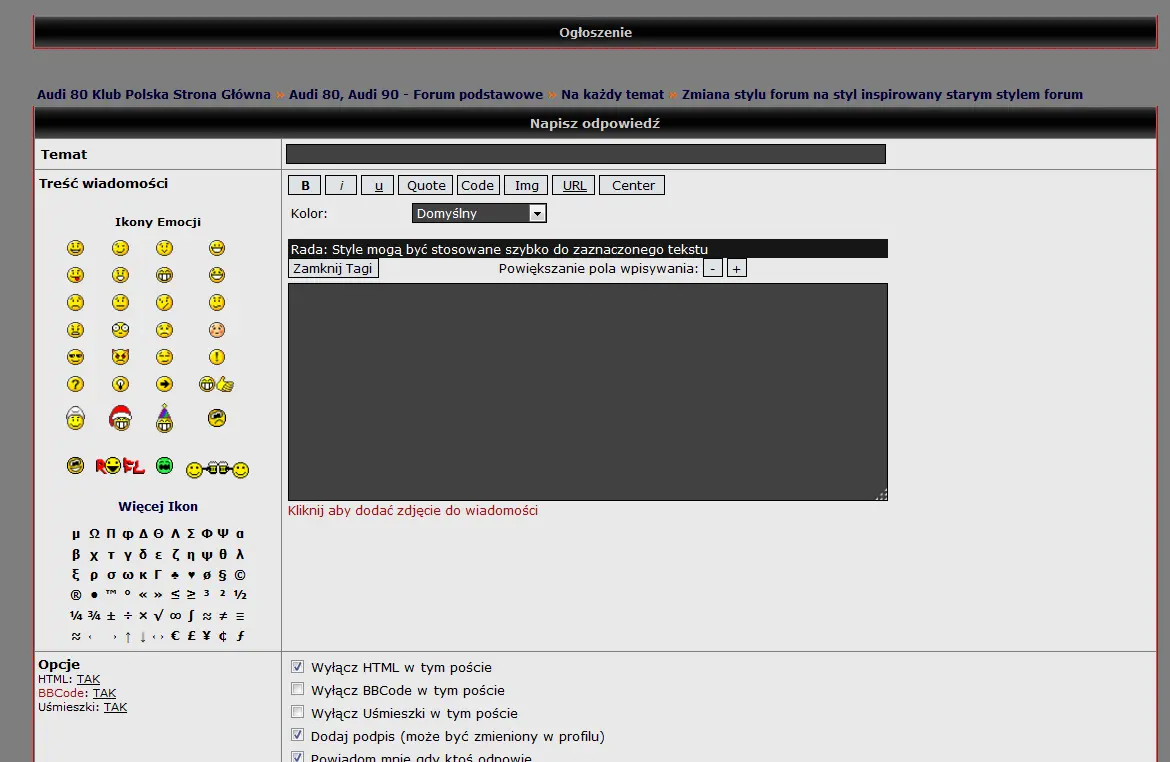 Ogłoszenie
Audi 80 Klub Polska Strona Główna » Audi 80, Audi 90 - Forum podstawowe » Na każdy temat » Zmiana stylu forum na styl inspirowany starym stylem forum
Napisz odpowiedź
Temat
Treść wiadomości
B i u Quote Code Img URL Center
Kolor: Domyślny
Ikony Emocji
Rada: Style mogą być stosowane szybko do zaznaczonego tekstu
Zamknij Tagi Powiększanie pola wpisywania: - +
ROFL
Kliknij aby dodać zdjęcie do wiadomości
Więcej Ikon
µ Ω Π φ Δ Θ Λ Σ Φ Ψ α
β χ τ γ δ ε ζ η ψ θ λ
ξ ρ σ ω κ Γ ♣ ♥ ø § ©
® • ™ ° « » ≤ ≥ ³ ² ½
¼ ¾ ± ÷ × √ ∞ ∫ ≈ ≠ ≡
≈ ← → ↑ ↓ ↔ € £ ¥ ¢ ƒ
Opcje
HTML: TAK
BBCode: TAK
Uśmieszki: TAK
Wyłącz HTML w tym poście
Wyłącz BBCode w tym poście
Wyłącz Uśmieszki w tym poście
Dodaj podpis (może być zmieniony w profilu)
Powiadom mnie gdy ktoś odpowie